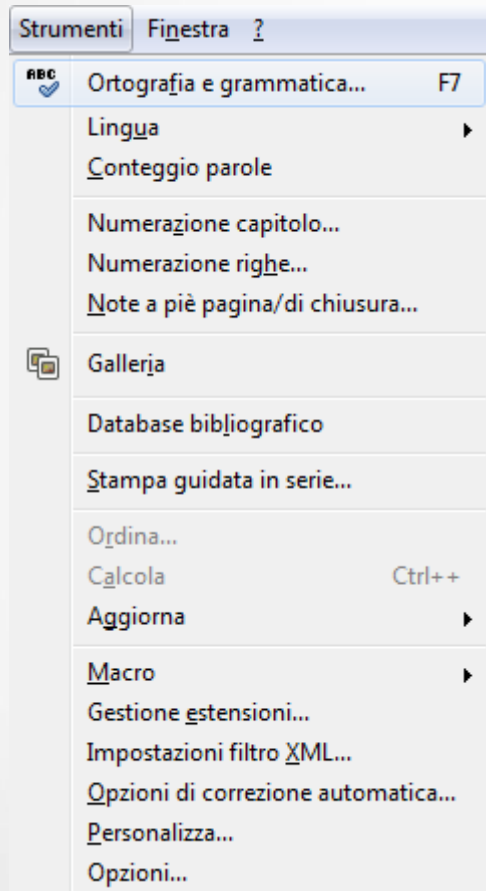 Strumenti Finestra ?
ABC Ortografia e grammatica... F7
Lingua
Conteggio parole
Numerazione capitolo...
Numerazione righe...
Note a piè pagina/di chiusura...
Galleria
Database bibliografico
Stampa guidata in serie...
Ordina...
Calcola Ctrl++
Aggiorna
Macro
Gestione estensioni...
Impostazioni filtro XML...
Opzioni di correzione automatica...
Personalizza...
Opzioni...